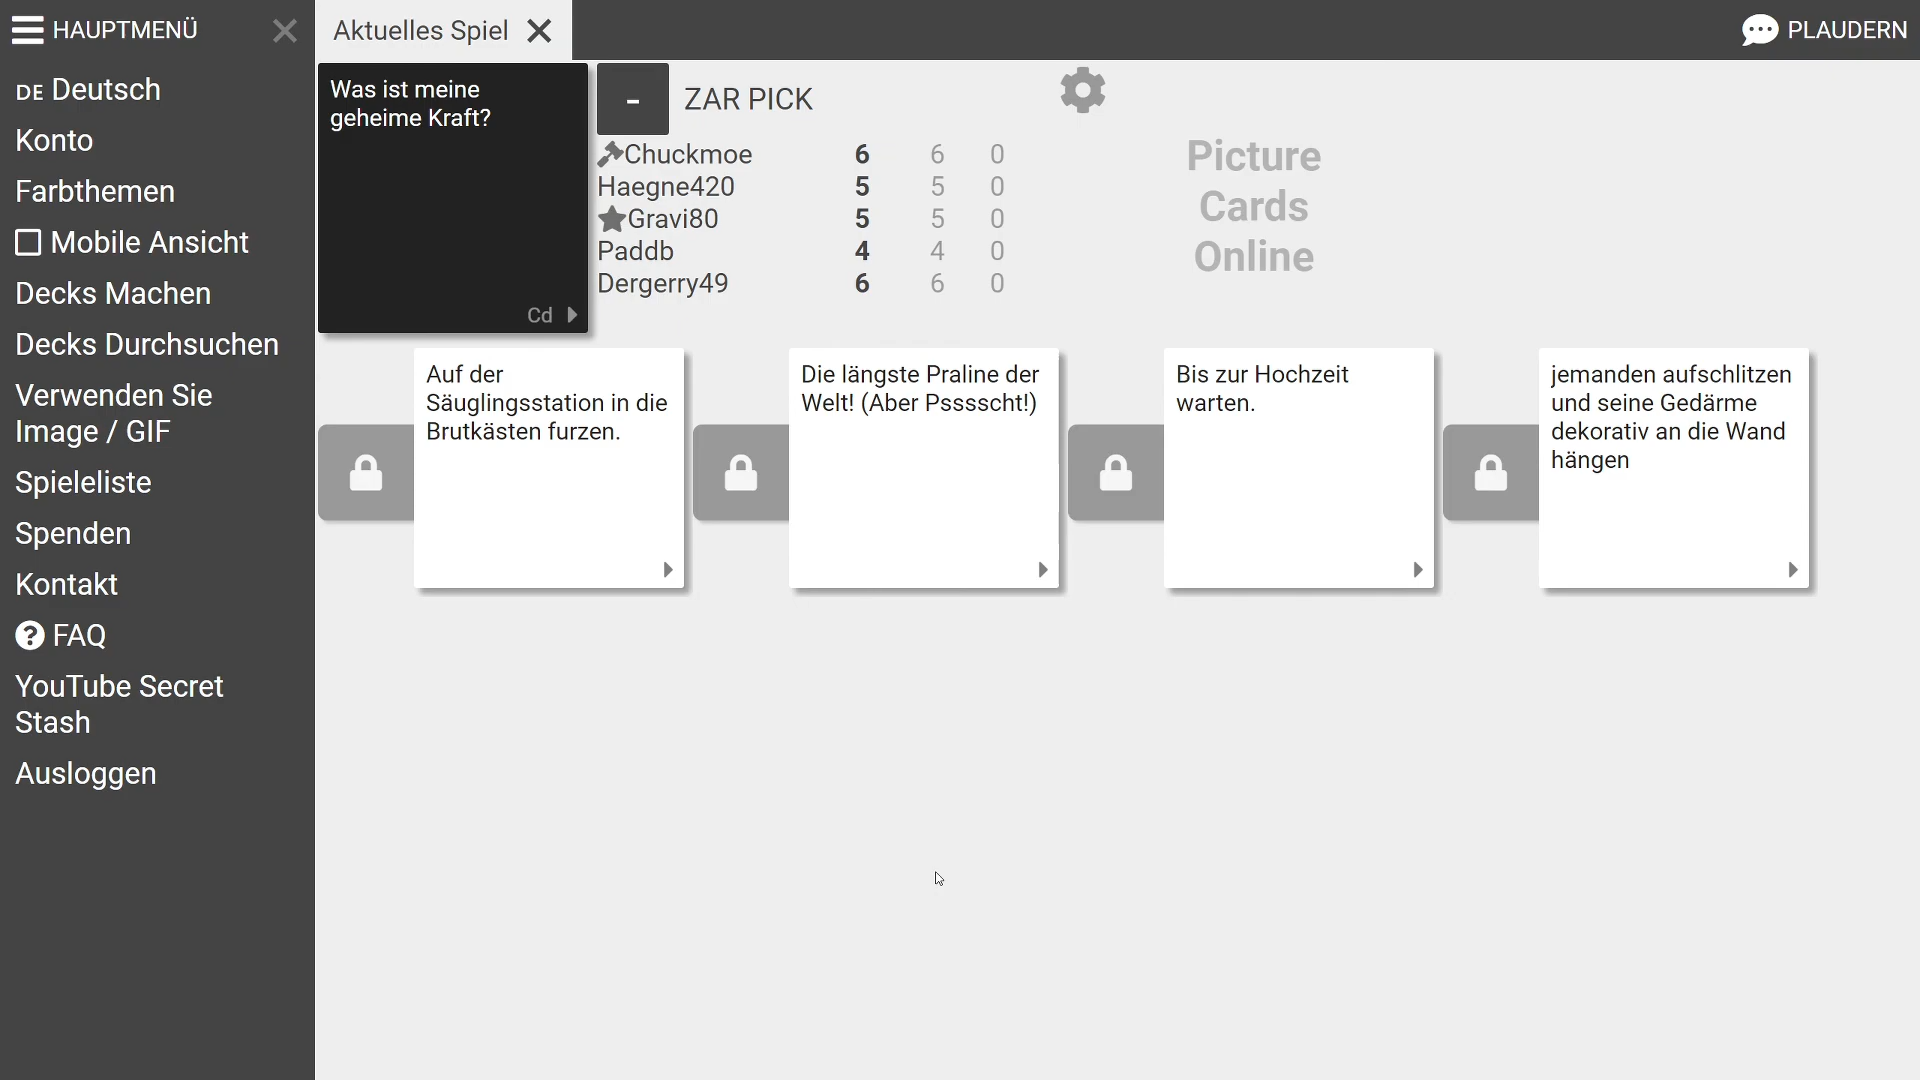 HAUPTMENÜ
DE Deutsch
Konto
Farbthemen
Mobile Ansicht
Decks Machen
Decks Durchsuchen
Verwenden Sie
Image / GIF
Spieleliste
Spenden
Kontakt
? FAQ
YouTube Secret
Stash
Ausloggen
Aktuelles Spiel
PLAUDERN
Was ist meine
geheime Kraft?
Cd
- ZAR PICK
Chuckmoe 6 6 0
Haegne420 5 5 0
Gravi80 5 5 0
Paddb 4 4 0
Dergerry49 6 6 0
Picture
Cards
Online
Auf der
Säuglingsstation in die
Brutkästen furzen.
Die längste Praline der
Welt! (Aber Psssscht!)
Bis zur Hochzeit
warten.
jemanden aufschlitzen
und seine Gedärme
dekorativ an die Wand
hängen